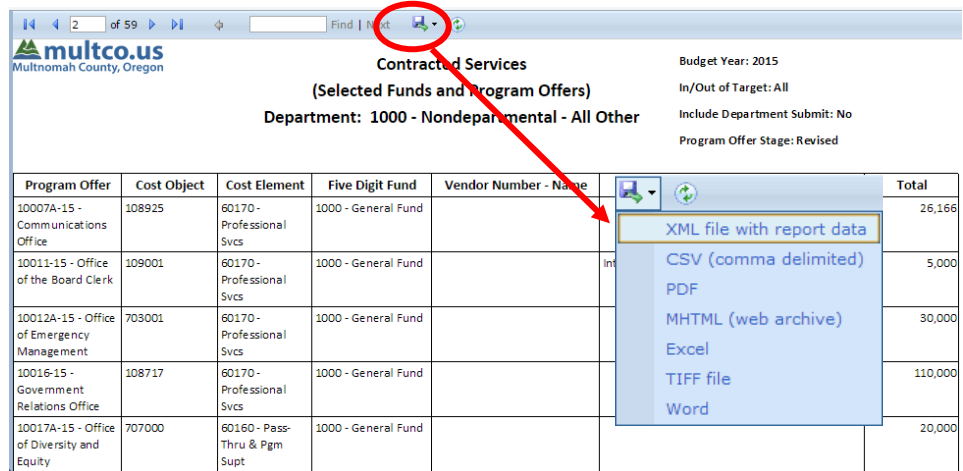 2 of 59 Find | N xt
multco.us
Multnomah County, Oregon
Contracted Services
(Selected Funds and Program Offers)
Department: 1000 - Nondepartmental - All Other
Budget Year: 2015
In/Out of Target: All
Include Department Submit: No
Program Offer Stage: Revised
Program Offer Cost Object Cost Element Five Digit Fund Vendor Number - Name Total
10007A-15 - 108925 60170 - 1000 - General Fund 26,166
Communications Professional
Office Svcs
10011-15 - Office 109001 60170 - 1000 - General Fund Int 5,000
of the Board Clerk Professional
Svcs
10012A-15 - Office 703001 60170 - 1000 - General Fund 30,000
of Emergency Professional
Management Svcs
10016-15 - 108717 60170 - 1000 - General Fund 110,000
Government Professional
Relations Office Svcs
10017A-15 - Office 707000 60160 - Pass- 1000 - General Fund 20,000
of Diversity and Thru & Pgm
Equity Supt
XML file with report data
CSV (comma delimited)
PDF
MHTML (web archive)
Excel
TIFF file
Word